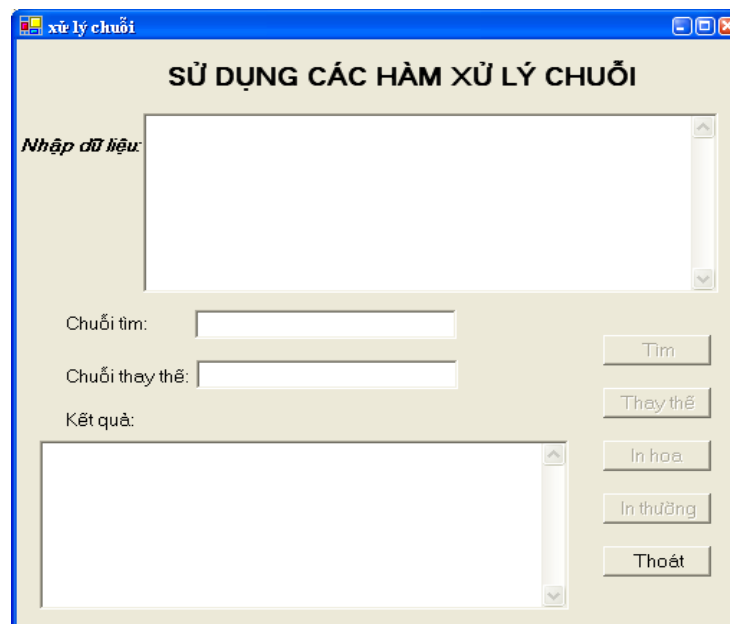 xử lý chuỗi
SỬ DỤNG CÁC HÀM XỬ LÝ CHUỖI
Nhập dữ liệu:
Chuỗi tìm:
Tìm
Chuỗi thay thế:
Thay thế
Kết quả:
In hoa
In thường
Thoát